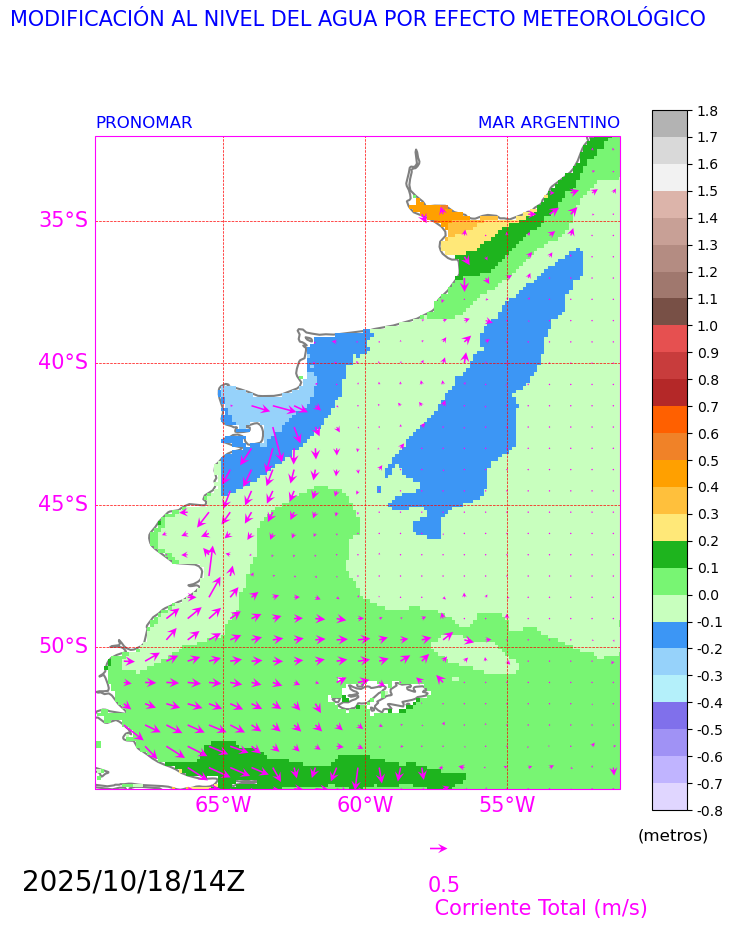 MODIFICACIÓN AL NIVEL DEL AGUA POR EFECTO METEOROLÓGICO
PRONOMAR MAR ARGENTINO
35°S
40°S
45°S
50°S
65°W 60°W 55°W
1.8
1.7
1.6
1.5
1.4
1.3
1.2
1.1
1.0
0.9
0.8
0.7
0.6
0.5
0.4
0.3
0.2
0.1
0.0
-0.1
-0.2
-0.3
-0.4
-0.5
-0.6
-0.7
-0.8
(metros)
2025/10/18/14Z
0.5
Corriente Total (m/s)